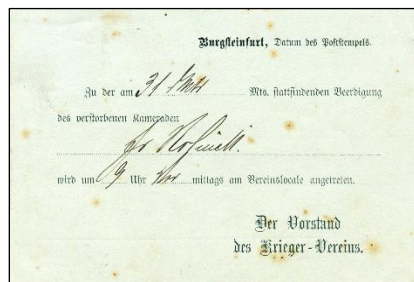 Burgsteinfurt, Datum des Poststempels.
Zu der am 31 Mts. stattfindenden Beerdigung
des verstorbenen Kameraden
wird um 9 Uhr Vor mittags am Vereinslocale angetreten.
Der Vorstand
des Krieger-Vereins.